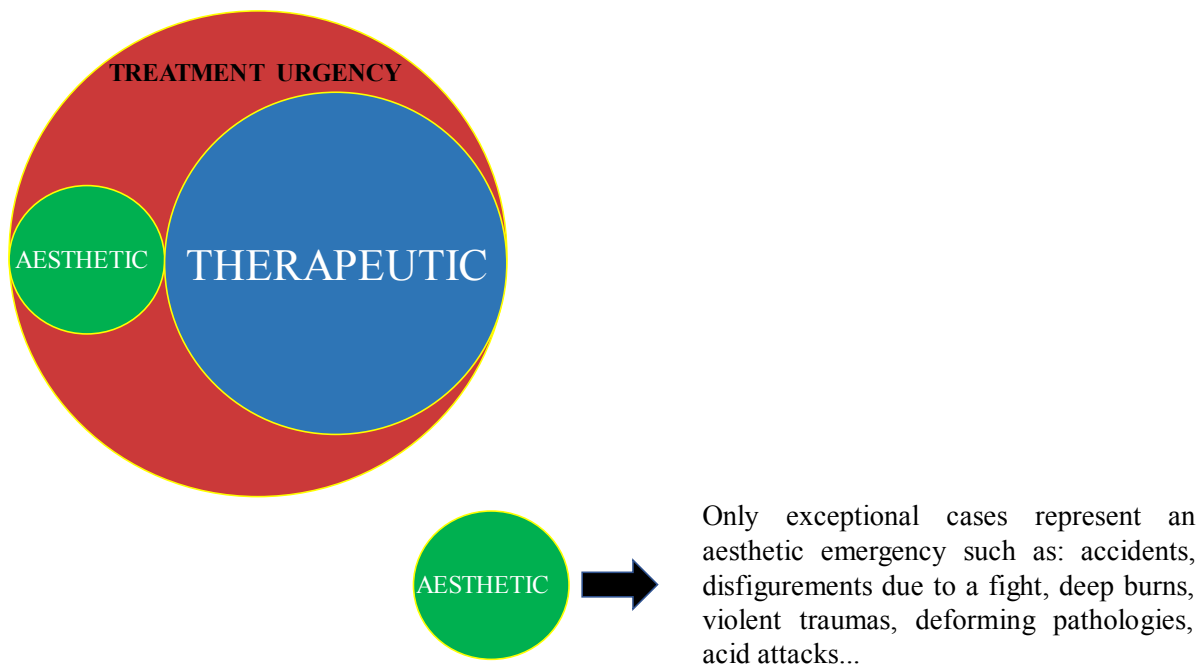 TREATMENT URGENCY
AESTHETIC
THERAPEUTIC
AESTHETIC
Only exceptional cases represent an
aesthetic emergency such as: accidents,
disfigurements due to a fight, deep burns,
violent traumas, deforming pathologies,
acid attacks...